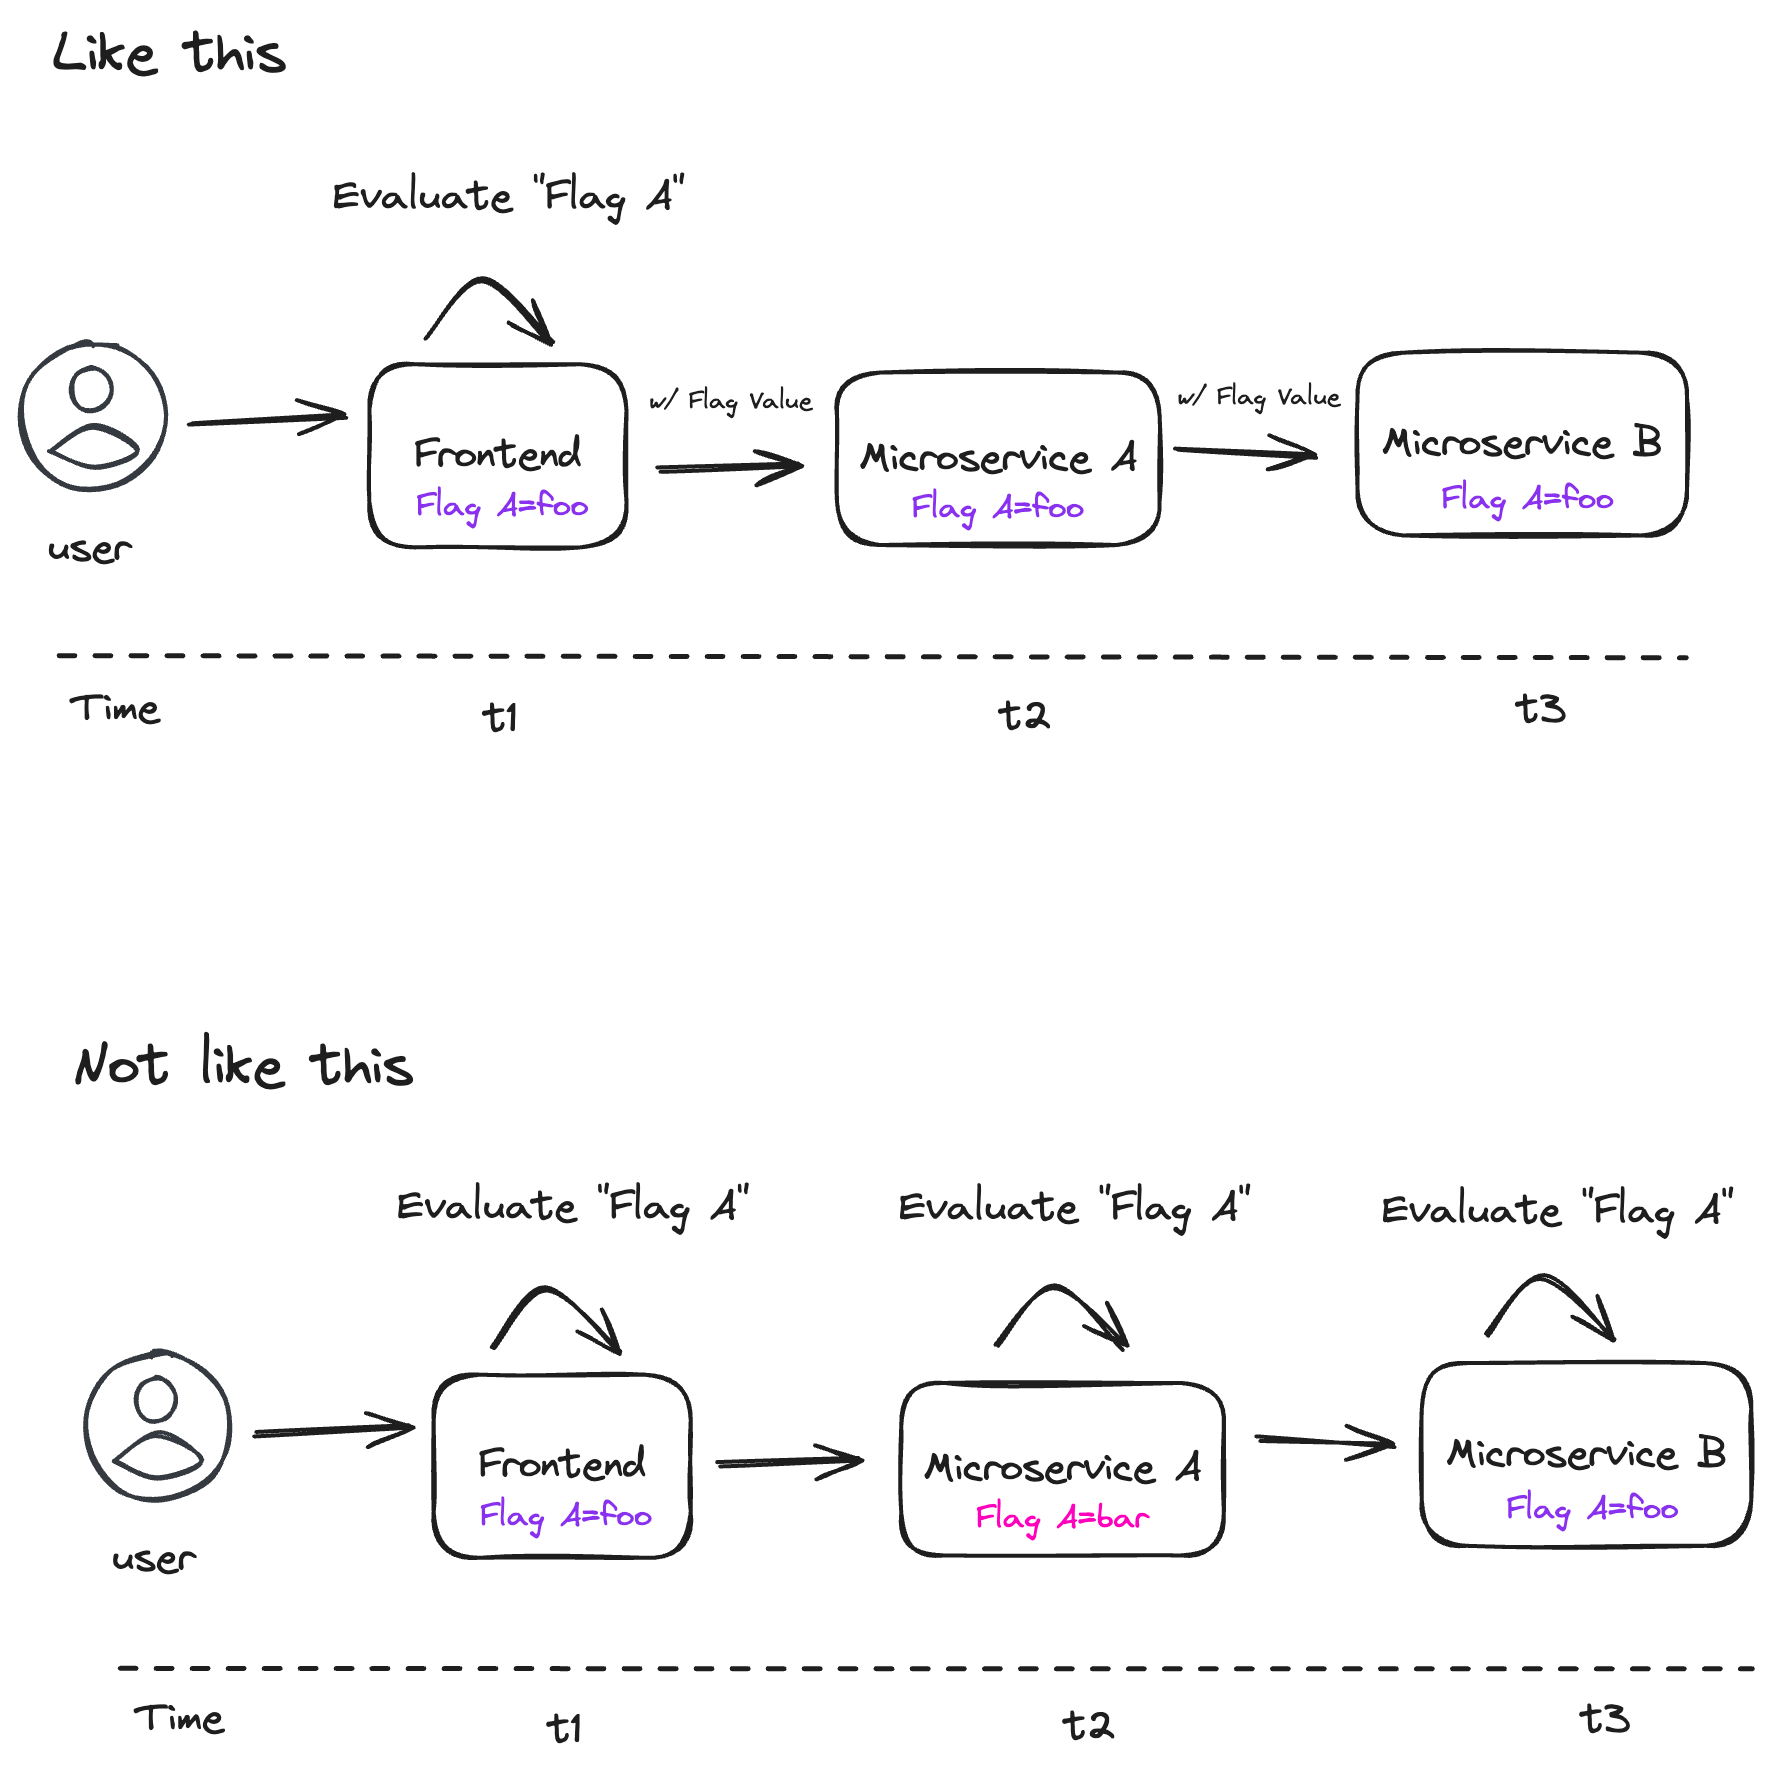 Like this
Evaluate "Flag A"
w/ Flag Value
w/ Flag Value
Frontend
Flag A=foo
Microservice A
Flag A=foo
Microservice B
Flag A=foo
user
Time
t1
t2
t3
Not like this
Evaluate "Flag A"
Evaluate "Flag A"
Evaluate "Flag A"
Frontend
Flag A=foo
Microservice A
Flag A=bar
Microservice B
Flag A=foo
user
Time
t1
t2
t3